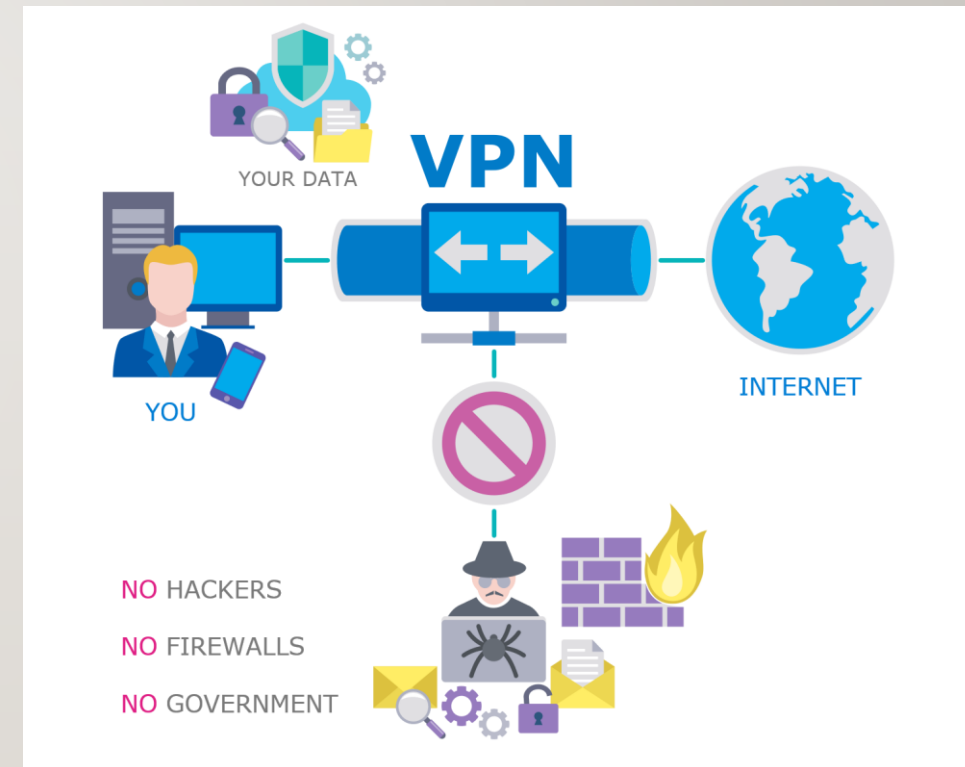 YOUR DATA
VPN
YOU
INTERNET
NO HACKERS
NO FIREWALLS
NO GOVERNMENT